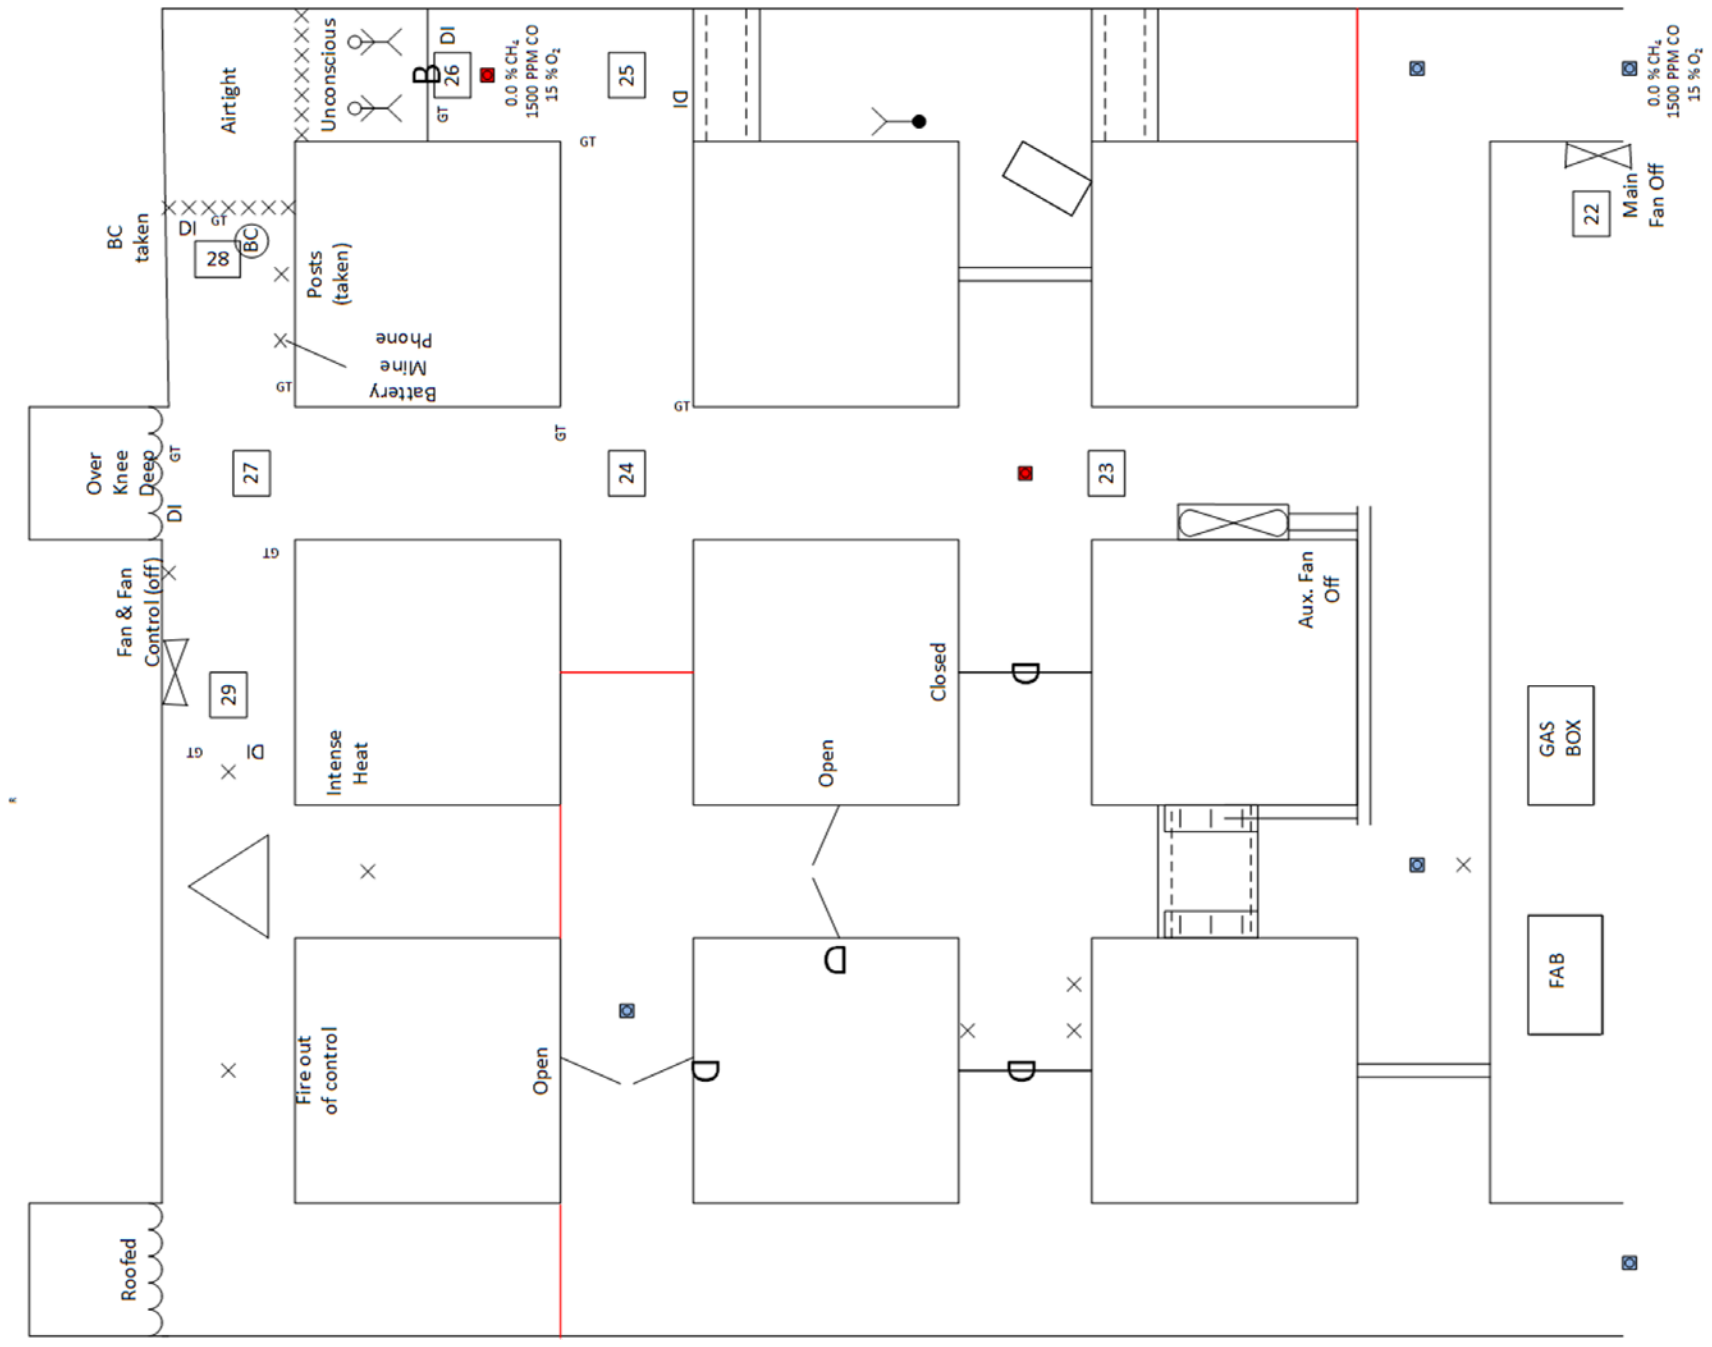 Airtight
Unconscious
DI
B
26
GT
0.0 % CH₄
1500 PPM CO
15 % O₂
25
DI
GT
0.0 % CH₄
1500 PPM CO
15 % O₂
BC
taken
DI
GT
28
BC
Posts
(taken)
Main
Fan Off
22
Battery
Mine
Phone
GT
GT
GT
Over
Knee
Deep
GT
DI
27
24
23
GT
Fan & Fan
Control (off)
29
GT
DI
Intense
Heat
Closed
D
Open
Aux. Fan
Off
GAS
BOX
R
D
FAB
Fire out
of control
Open
D
D
Roofed